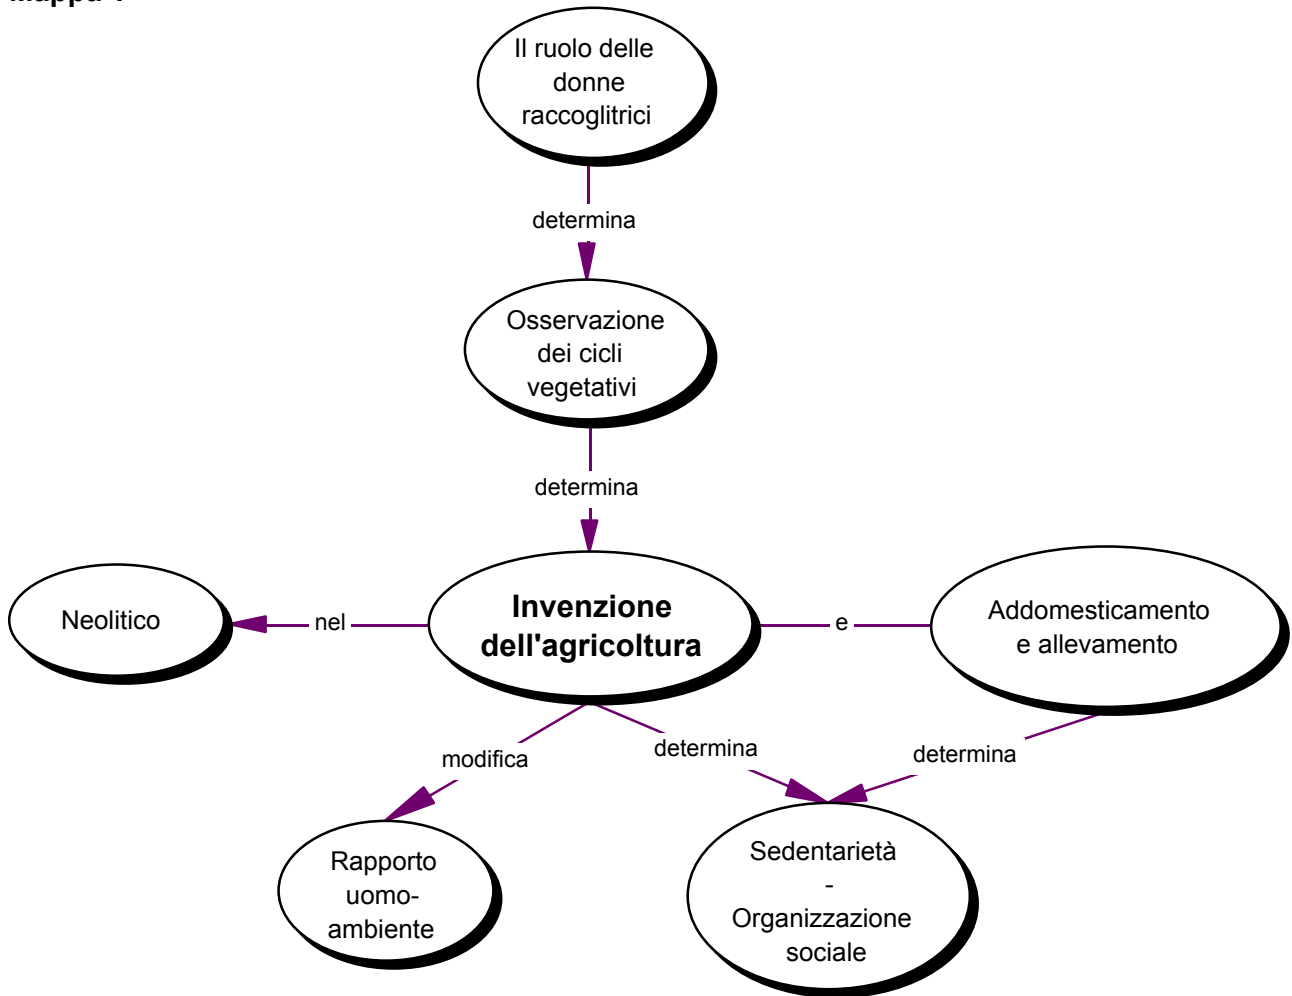 Il ruolo delle
donne
raccoglitrici
determina
Osservazione
dei cicli
vegetativi
determina
Neolitico
nel
Invenzione
dell'agricoltura
e
Addomesticamento
e allevamento
modifica
determina
determina
Rapporto
uomo-
ambiente
Sedentarietà
-
Organizzazione
sociale